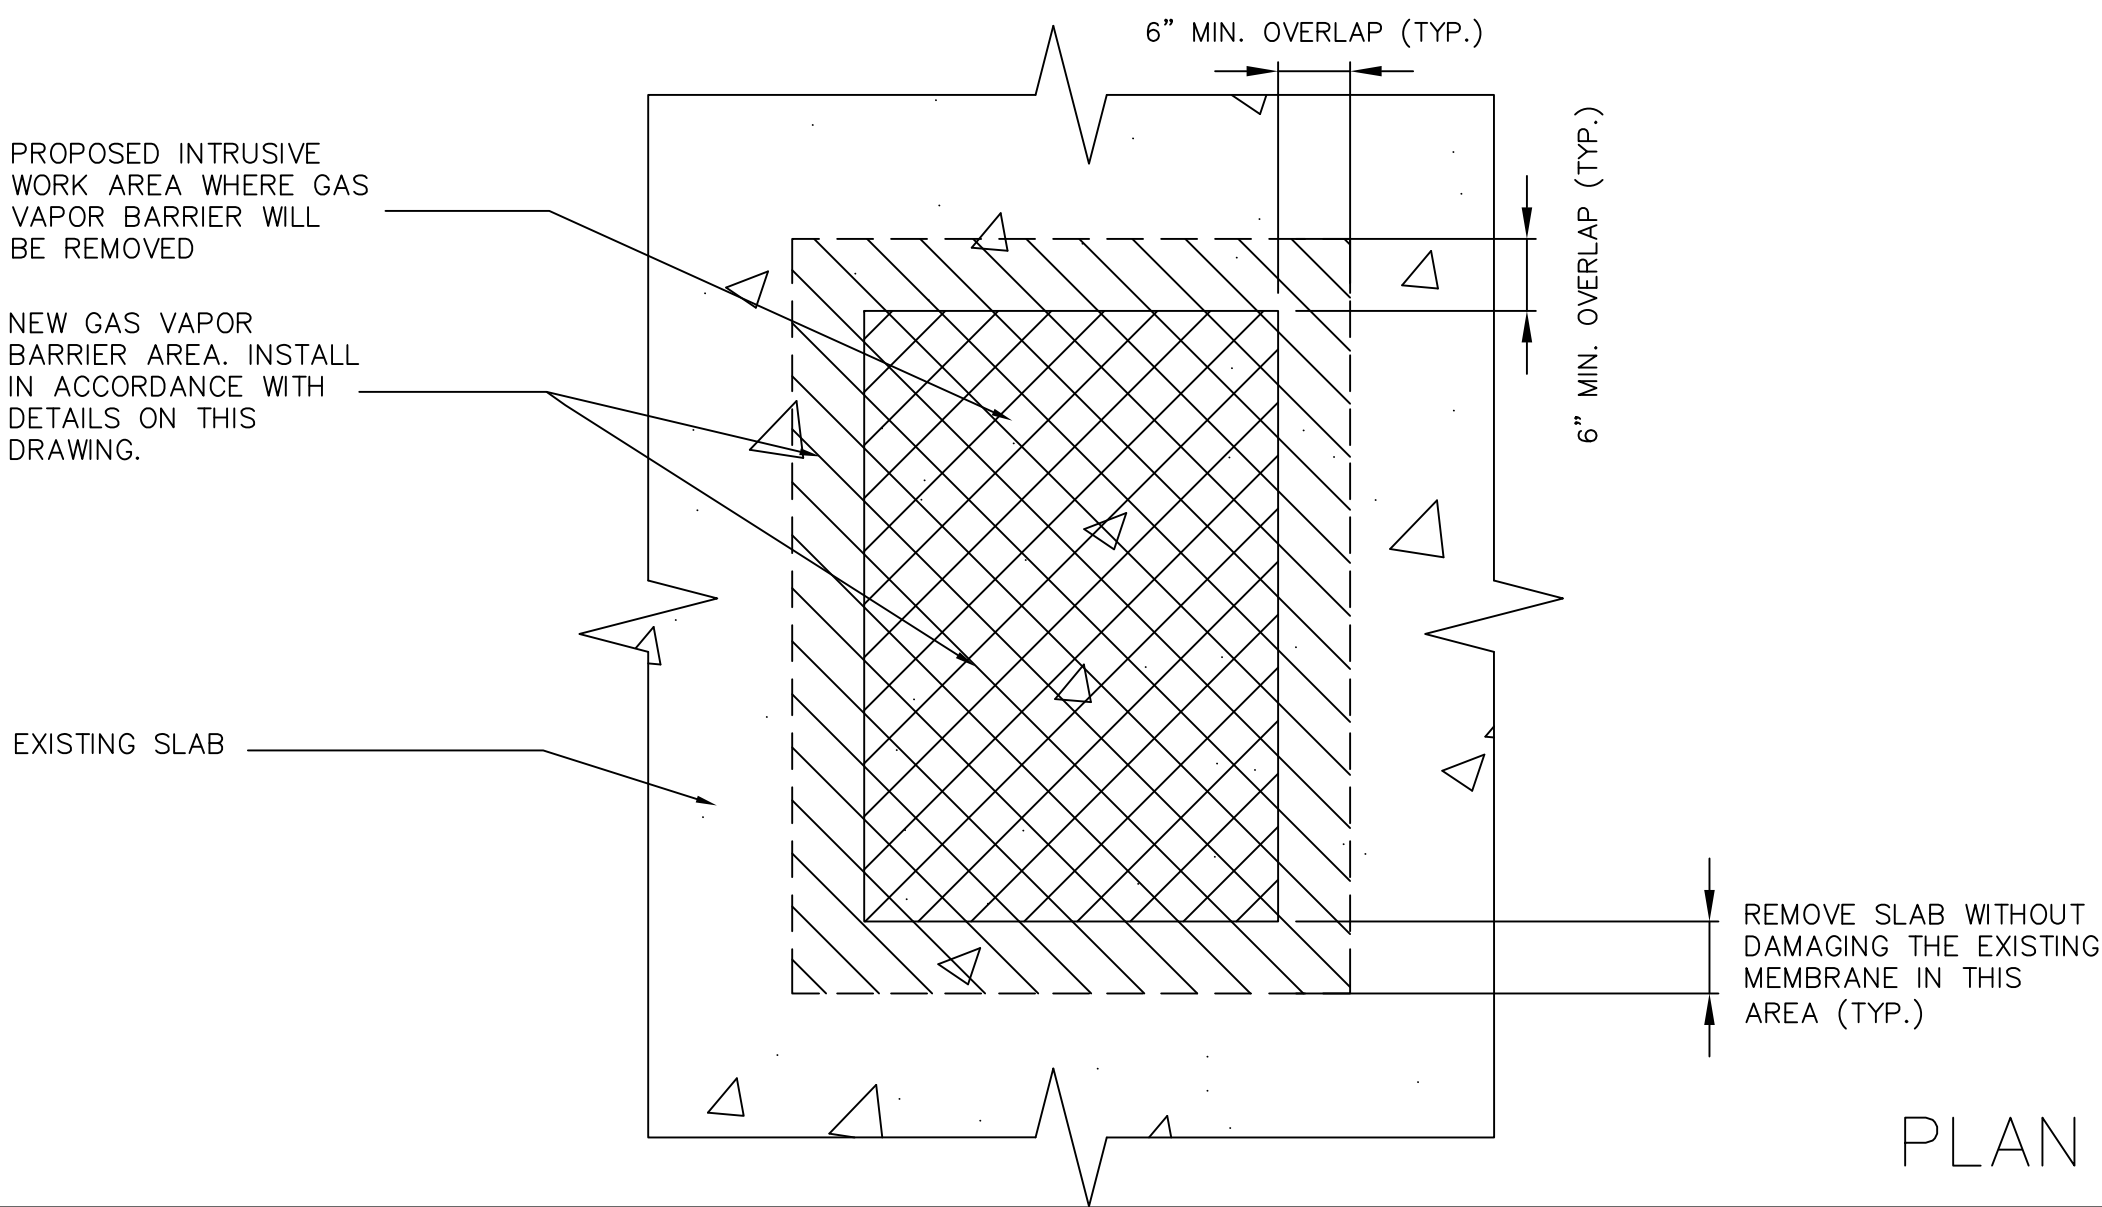 6” MIN. OVERLAP (TYP.)
6” MIN. OVERLAP (TYP.)
PROPOSED INTRUSIVE
WORK AREA WHERE GAS
VAPOR BARRIER WILL
BE REMOVED
NEW GAS VAPOR
BARRIER AREA. INSTALL
IN ACCORDANCE WITH
DETAILS ON THIS
DRAWING.
EXISTING SLAB
REMOVE SLAB WITHOUT
DAMAGING THE EXISTING
MEMBRANE IN THIS
AREA (TYP.)
PLAN